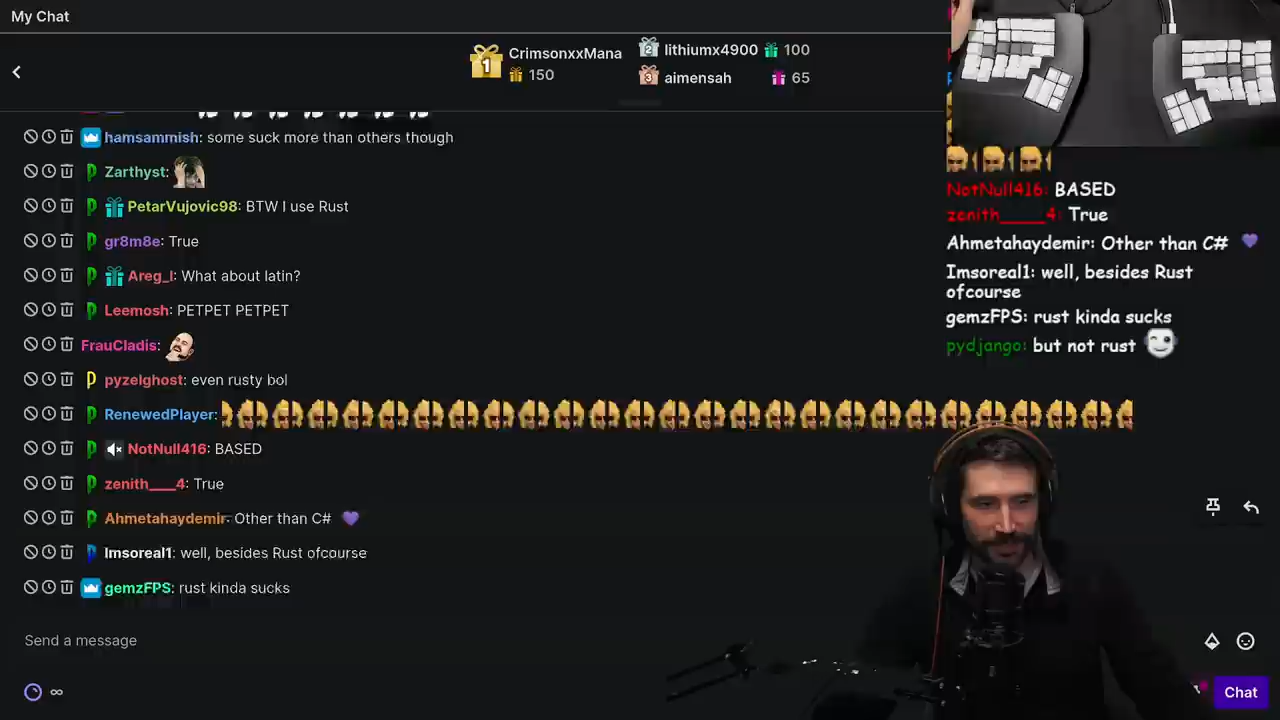 My Chat
CrimsonxxMana
150
lithiumx4900 100
aimensah 65
hamsammish: some suck more than others though
Zarthyst:
PetarVujovic98: BTW I use Rust
gr8m8e: True
Areg_l: What about latin?
Leemosh: PETPET PETPET
FrauCladis:
pyzelghost: even rusty bol
RenewedPlayer:
NotNull416: BASED
zenith____4: True
Ahmetahaydemir: Other than C#
Imsoreal1: well, besides Rust ofcourse
gemzFPS: rust kinda sucks
Send a message
Chat
NotNull416: BASED
zenith____4: True
Ahmetahaydemir: Other than C#
Imsoreal1: well, besides Rust
ofcourse
gemzFPS: rust kinda sucks
pydjango: but not rust